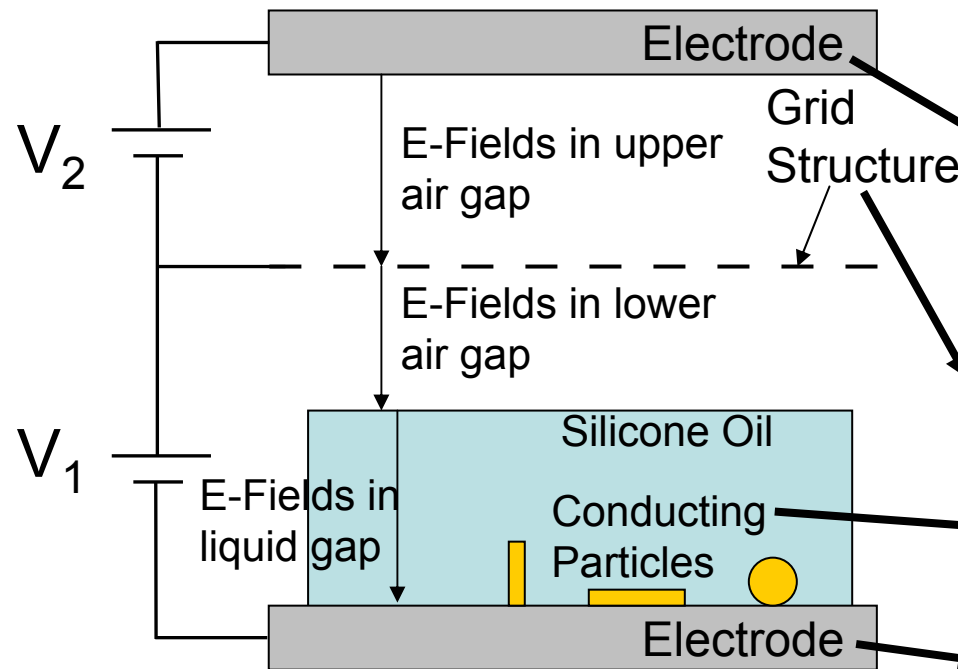 Electrode
Grid
Structure
V₂
E-Fields in upper
air gap
E-Fields in lower
air gap
V₁
Silicone Oil
E-Fields in
liquid gap
Conducting
Particles
Electrode